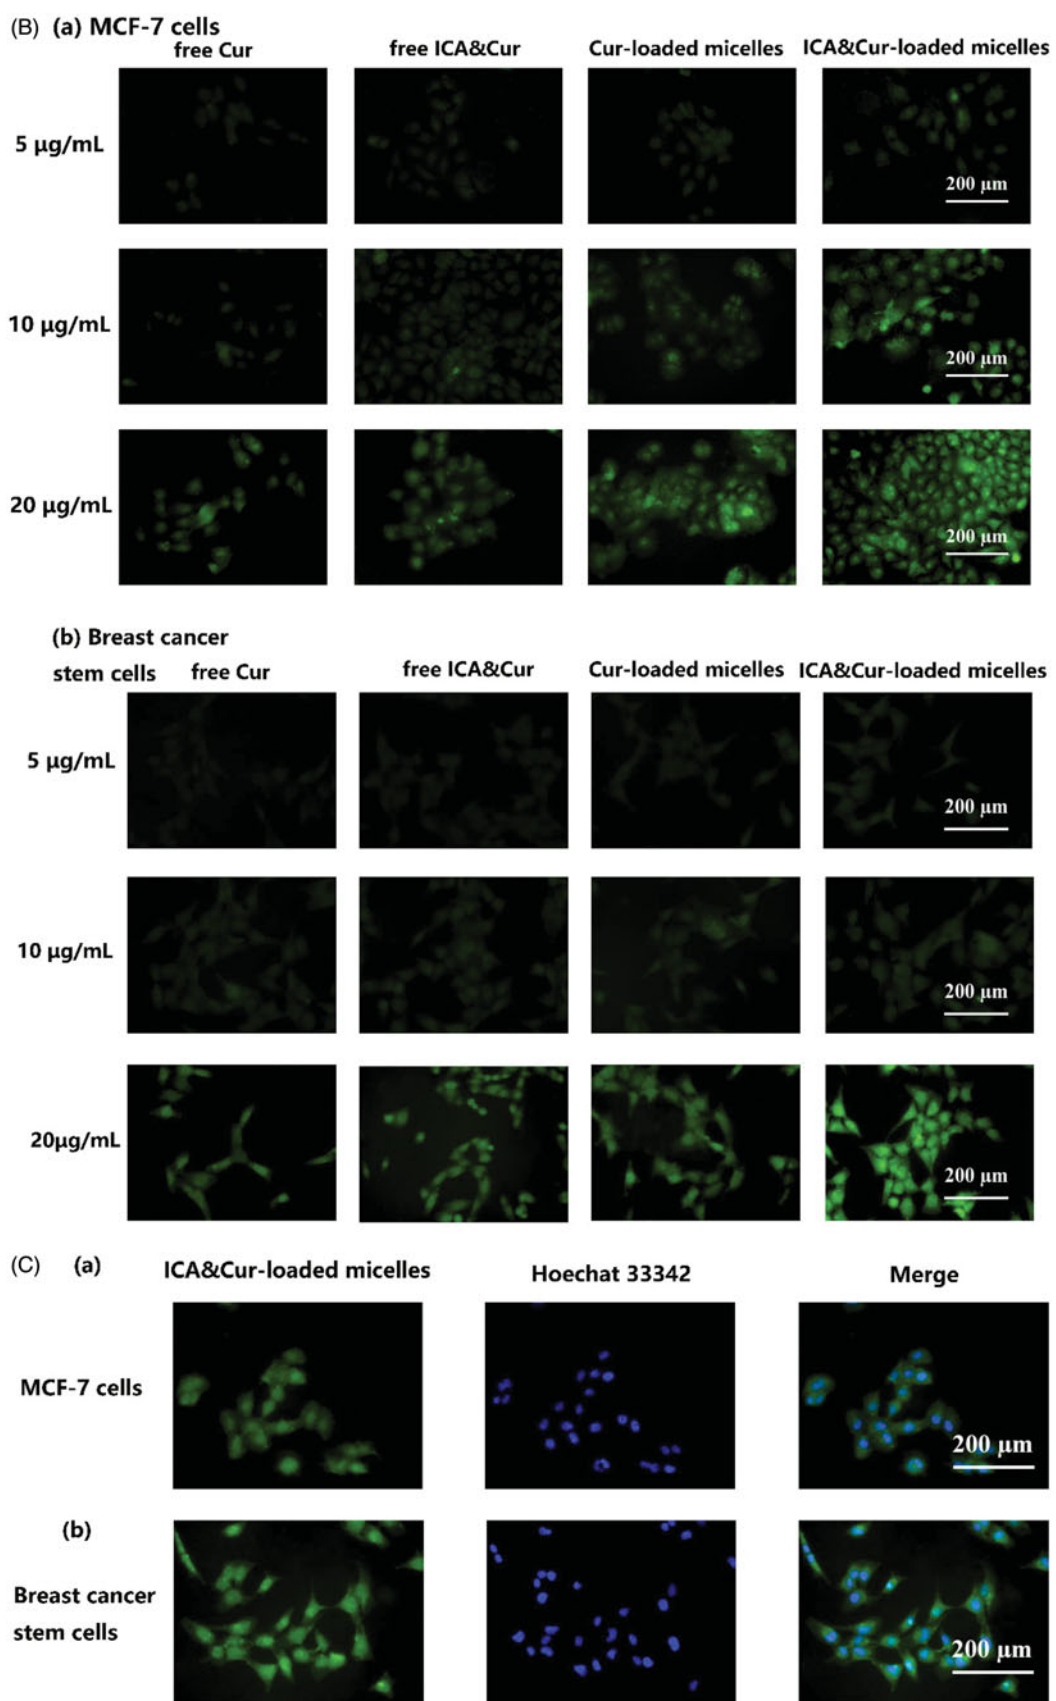 (B) (a) MCF-7 cells
free Cur free ICA&Cur Cur-loaded micelles ICA&Cur-loaded micelles
5 µg/mL
200 µm
10 µg/mL
200 µm
20 µg/mL
200 µm
(b) Breast cancer
stem cells free Cur free ICA&Cur Cur-loaded micelles ICA&Cur-loaded micelles
5 µg/mL
200 µm
10 µg/mL
200 µm
20µg/mL
200 µm
(C) (a) ICA&Cur-loaded micelles Hoechat 33342 Merge
MCF-7 cells
200 µm
(b)
Breast cancer
stem cells
200 µm